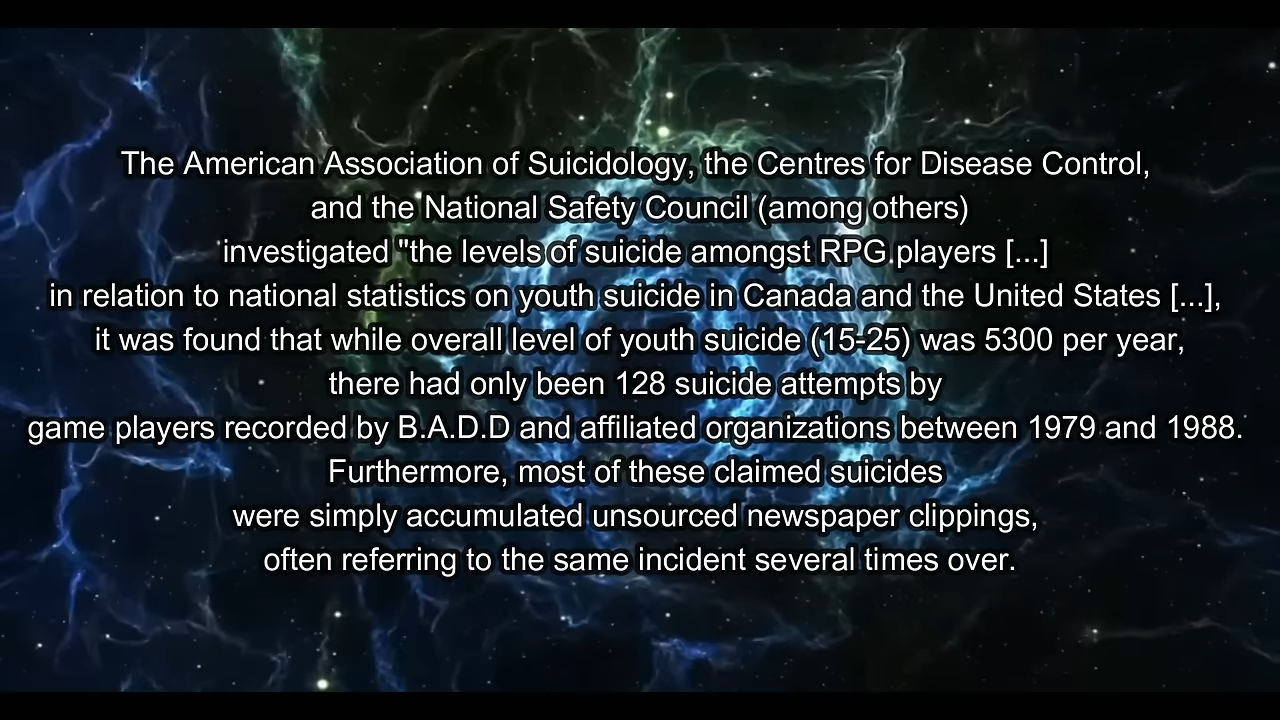 The American Association of Suicidology, the Centres for Disease Control,
and the National Safety Council (among others)
investigated "the levels of suicide amongst RPG players [...]
in relation to national statistics on youth suicide in Canada and the United States [...],
it was found that while overall level of youth suicide (15-25) was 5300 per year,
there had only been 128 suicide attempts by
game players recorded by B.A.D.D and affiliated organizations between 1979 and 1988.
Furthermore, most of these claimed suicides
were simply accumulated unsourced newspaper clippings,
often referring to the same incident several times over.